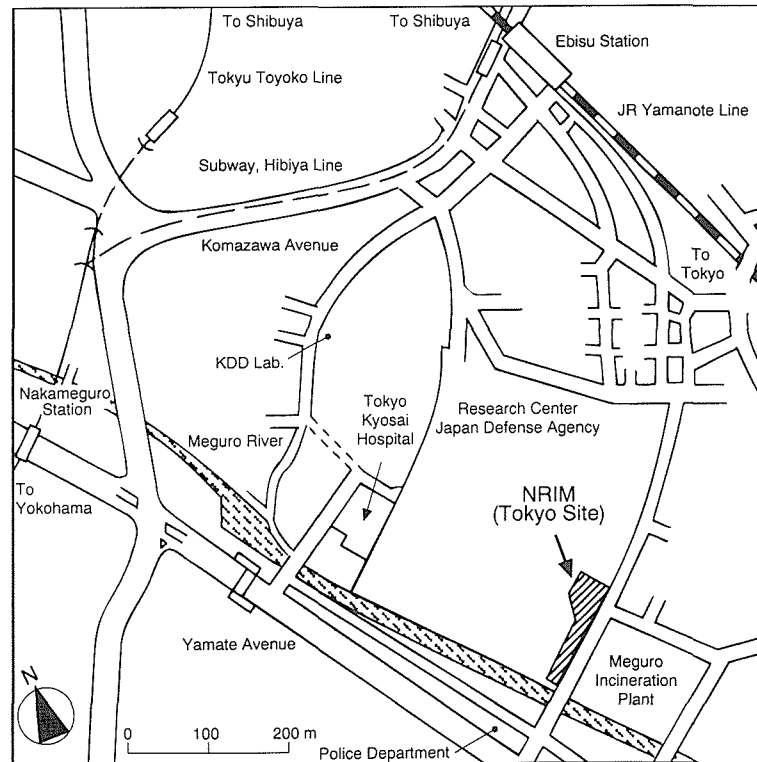 To Shibuya
To Shibuya
Ebisu Station
Tokyu Toyoko Line
JR Yamanote Line
Subway, Hibiya Line
Komazawa Avenue
To
Tokyo
KDD Lab.
Nakameguro
Station
Tokyo
Kyosai
Hospital
Research Center
Japan Defense Agency
Meguro River
To
Yokohama
NRIM
(Tokyo Site)
Yamate Avenue
Meguro
Incineration
Plant
N
0 100 200 m
Police Department